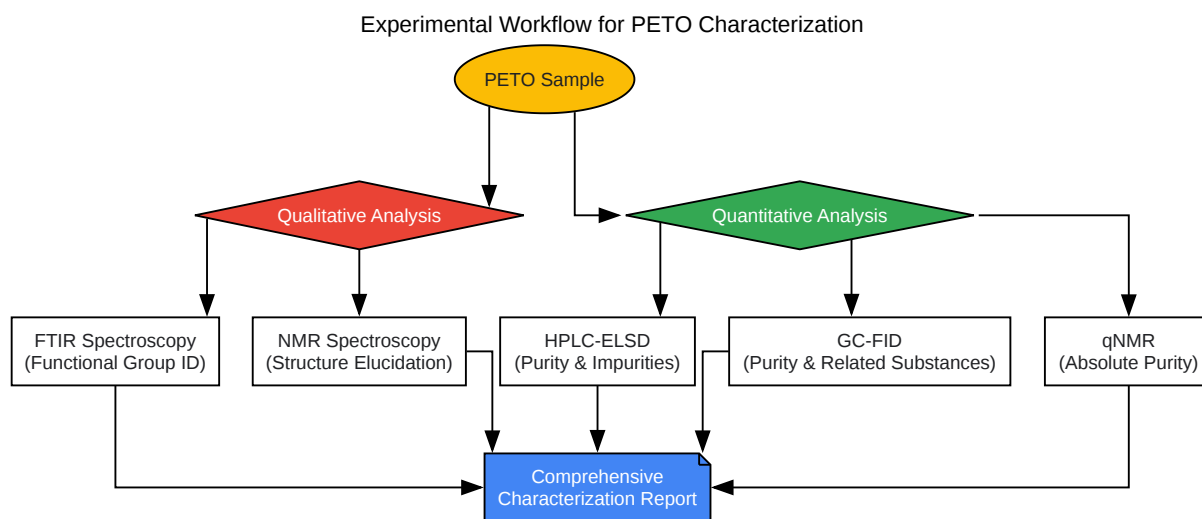 Experimental Workflow for PETO Characterization
PETO Sample
Qualitative Analysis
Quantitative Analysis
FTIR Spectroscopy
(Functional Group ID)
NMR Spectroscopy
(Structure Elucidation)
HPLC-ELSD
(Purity & Impurities)
GC-FID
(Purity & Related Substances)
qNMR
(Absolute Purity)
Comprehensive
Characterization Report